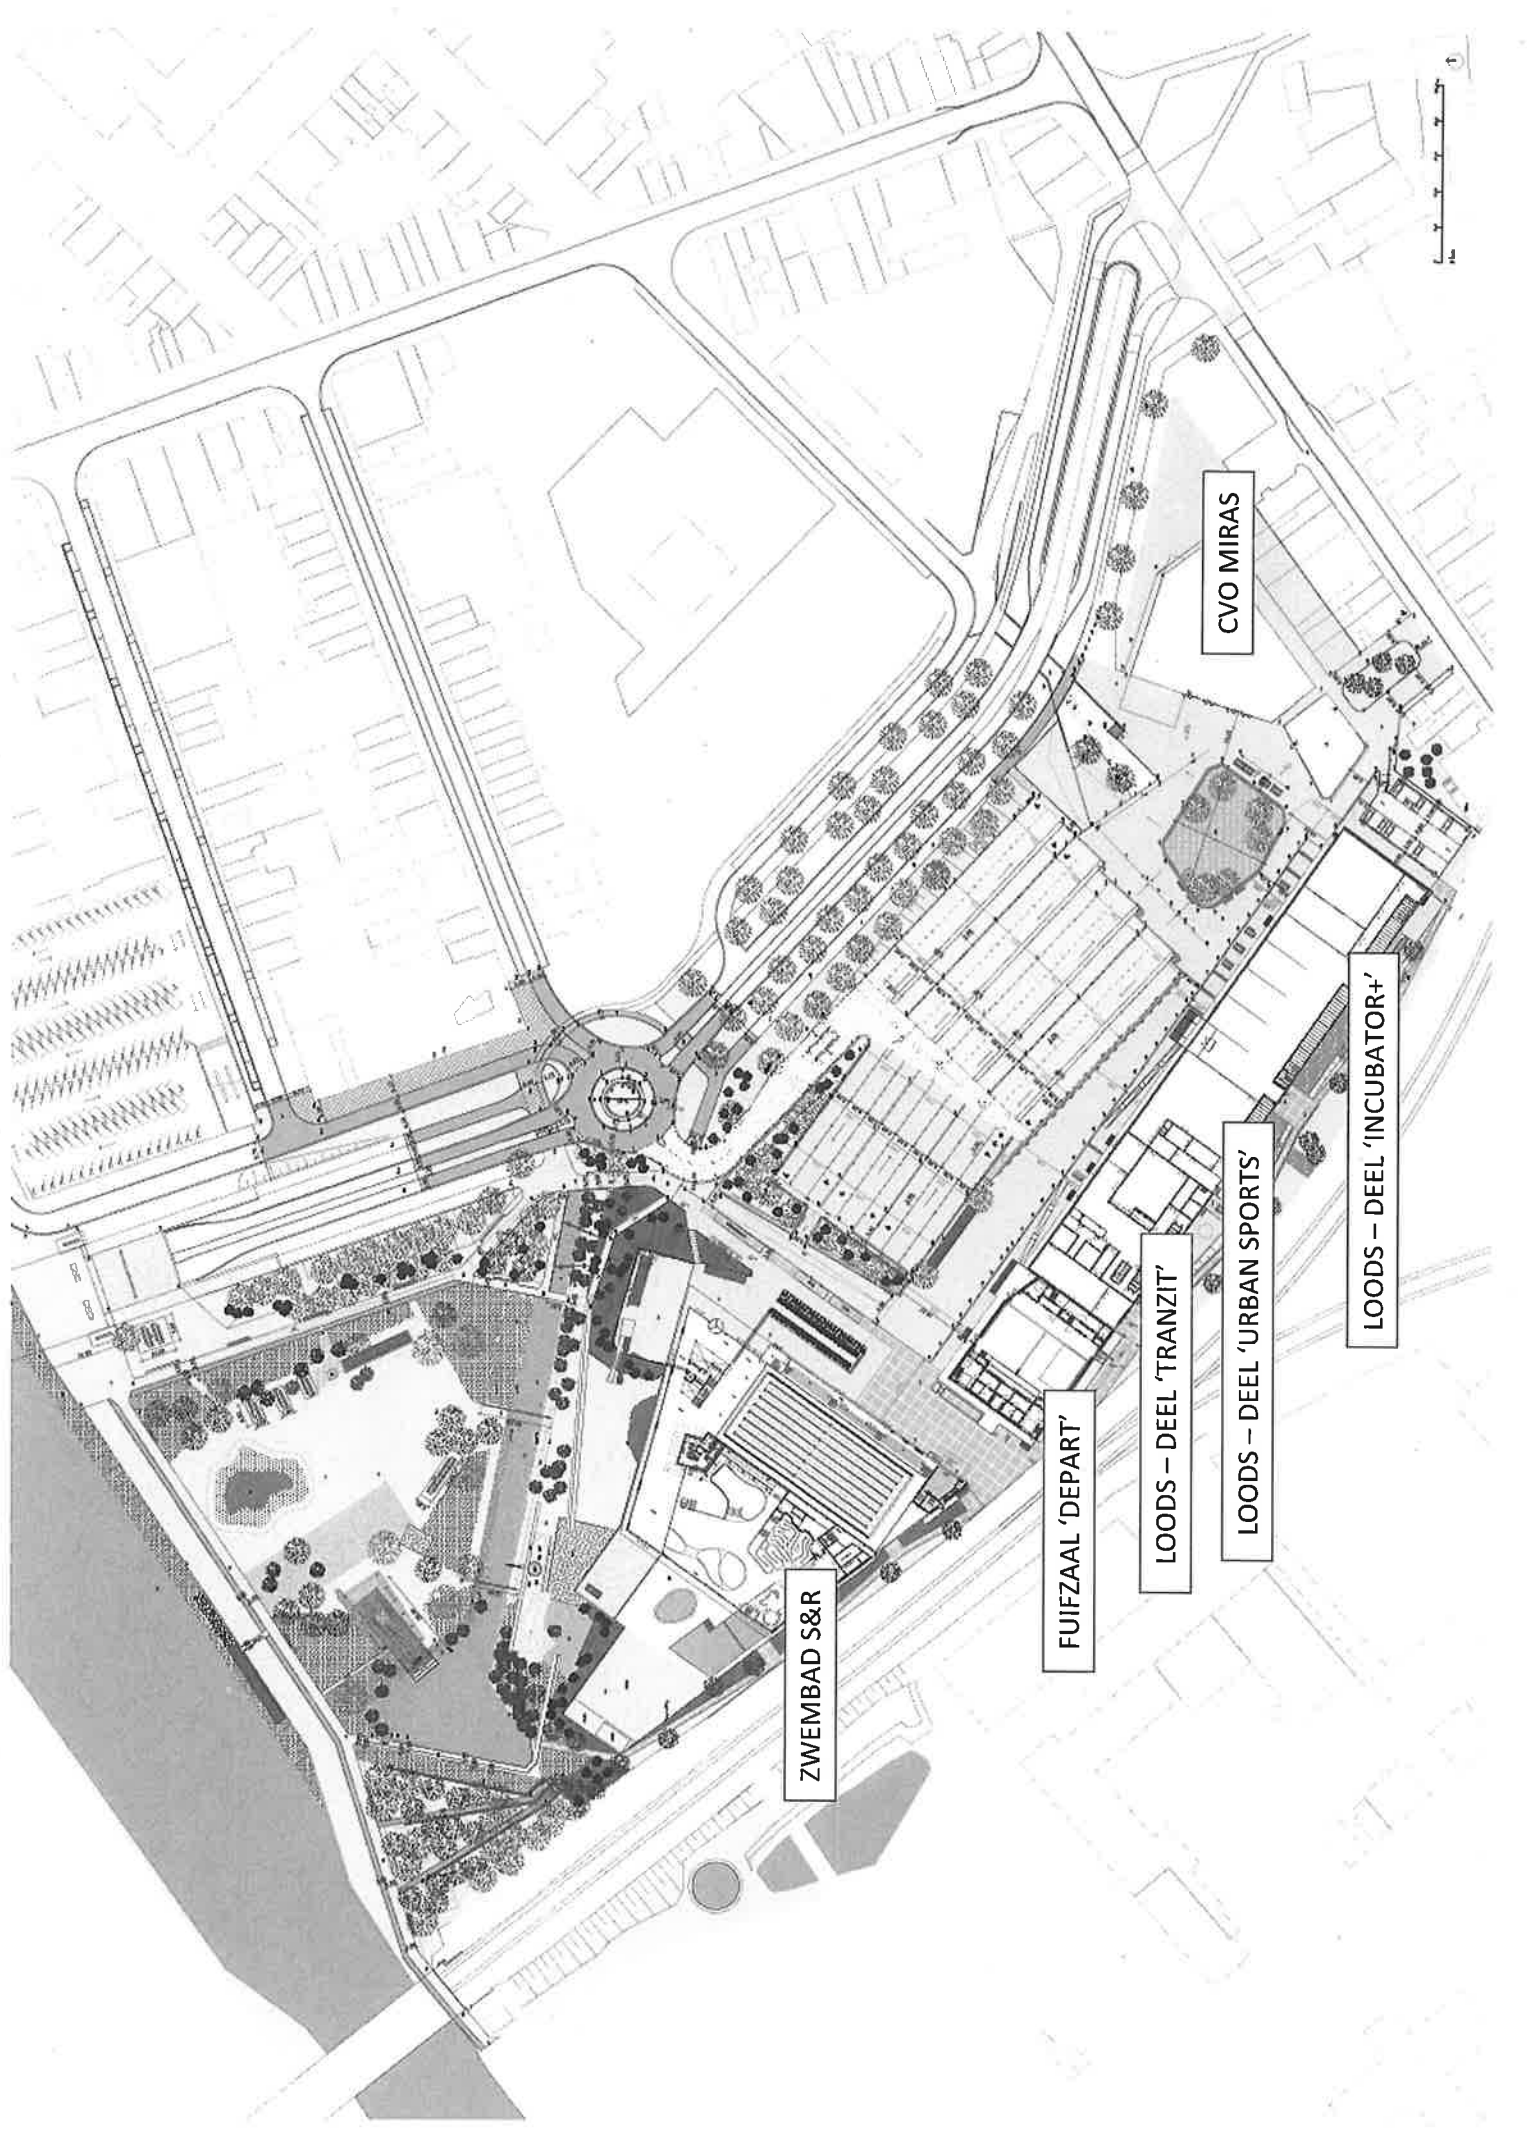 ZWEMBAD S&R
FUIFZAAL ‘DEPART’
LOODS – DEEL ‘TRANZIT’
LOODS – DEEL ‘URBAN SPORTS’
LOODS – DEEL ‘INCUBATOR+’
CVO MIRAS